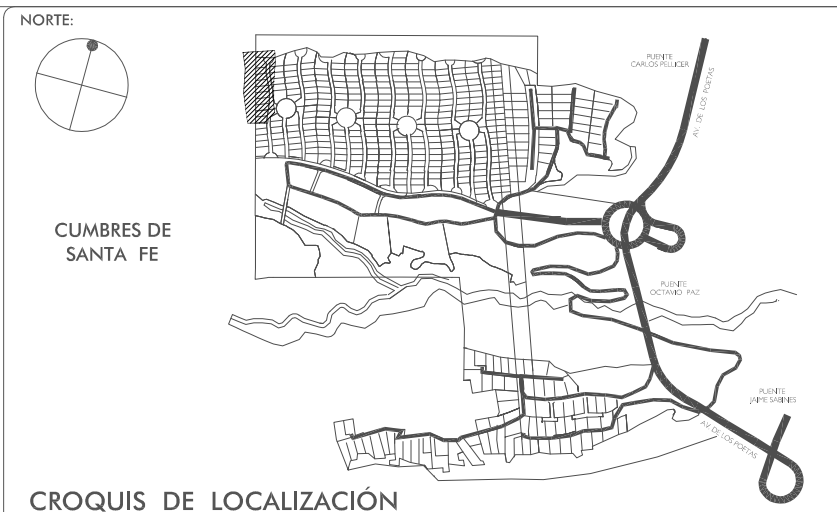 NORTE:
PUENTE
CARLOS PELLICER
AV. DE LOS POETAS
CUMBRES DE
SANTA FE
PUENTE
OCTAVIO PAZ
PUENTE
JAIME SABINES
AV. DE LOS POETAS
CROQUIS DE LOCALIZACIÓN